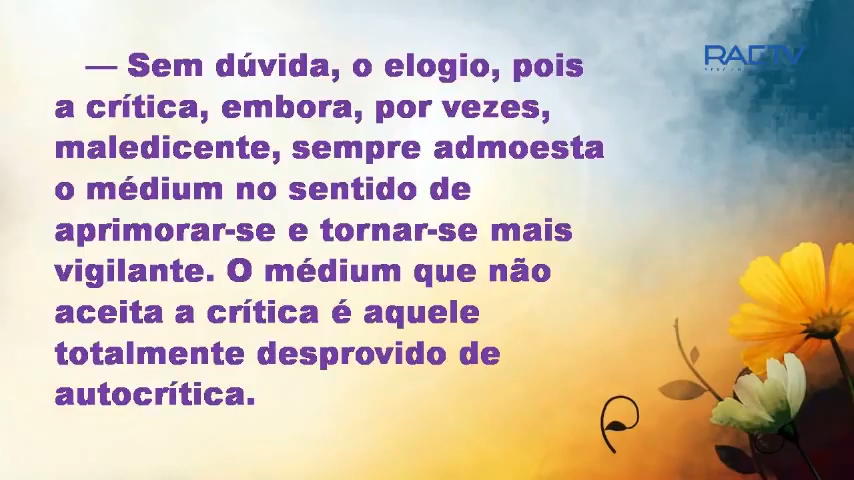 — Sem dúvida, o elogio, pois
a crítica, embora, por vezes,
maledicente, sempre admoesta
o médium no sentido de
aprimorar-se e tornar-se mais
vigilante. O médium que não
aceita a crítica é aquele
totalmente desprovido de
autocrítica.
RAETV